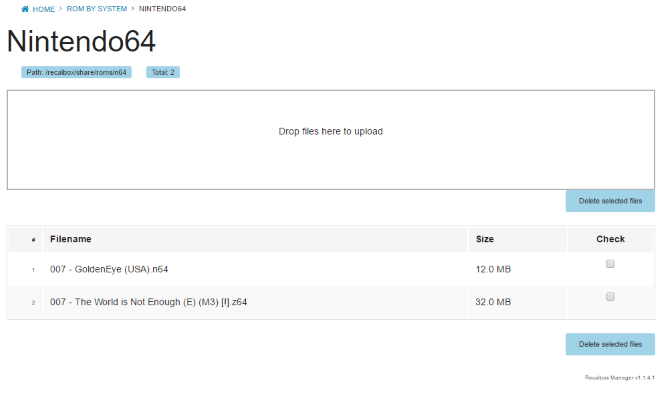 HOME > ROM BY SYSTEM > NINTENDO64
Nintendo64
Path: /recalbox/share/roms/n64 Total: 2
Drop files here to upload
Delete selected files
# Filename Size Check
1 007 - GoldenEye (USA).n64 12.0 MB
2 007 - The World is Not Enough (E) (M3) [!].z64 32.0 MB
Delete selected files
Recalbox Manager v1.1.4.1